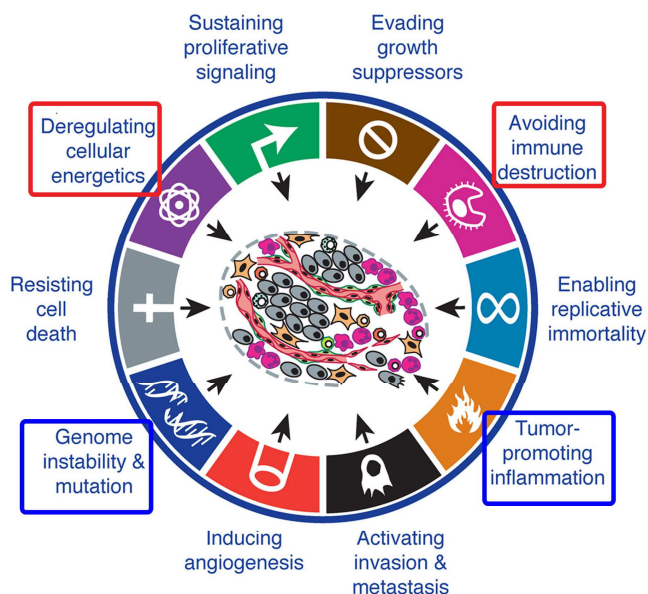 Sustaining
proliferative
signaling
Evading
growth
suppressors
Deregulating
cellular
energetics
Avoiding
immune
destruction
Resisting
cell
death
Enabling
replicative
immortality
Genome
instability &
mutation
Tumor-
promoting
inflammation
Inducing
angiogenesis
Activating
invasion &
metastasis